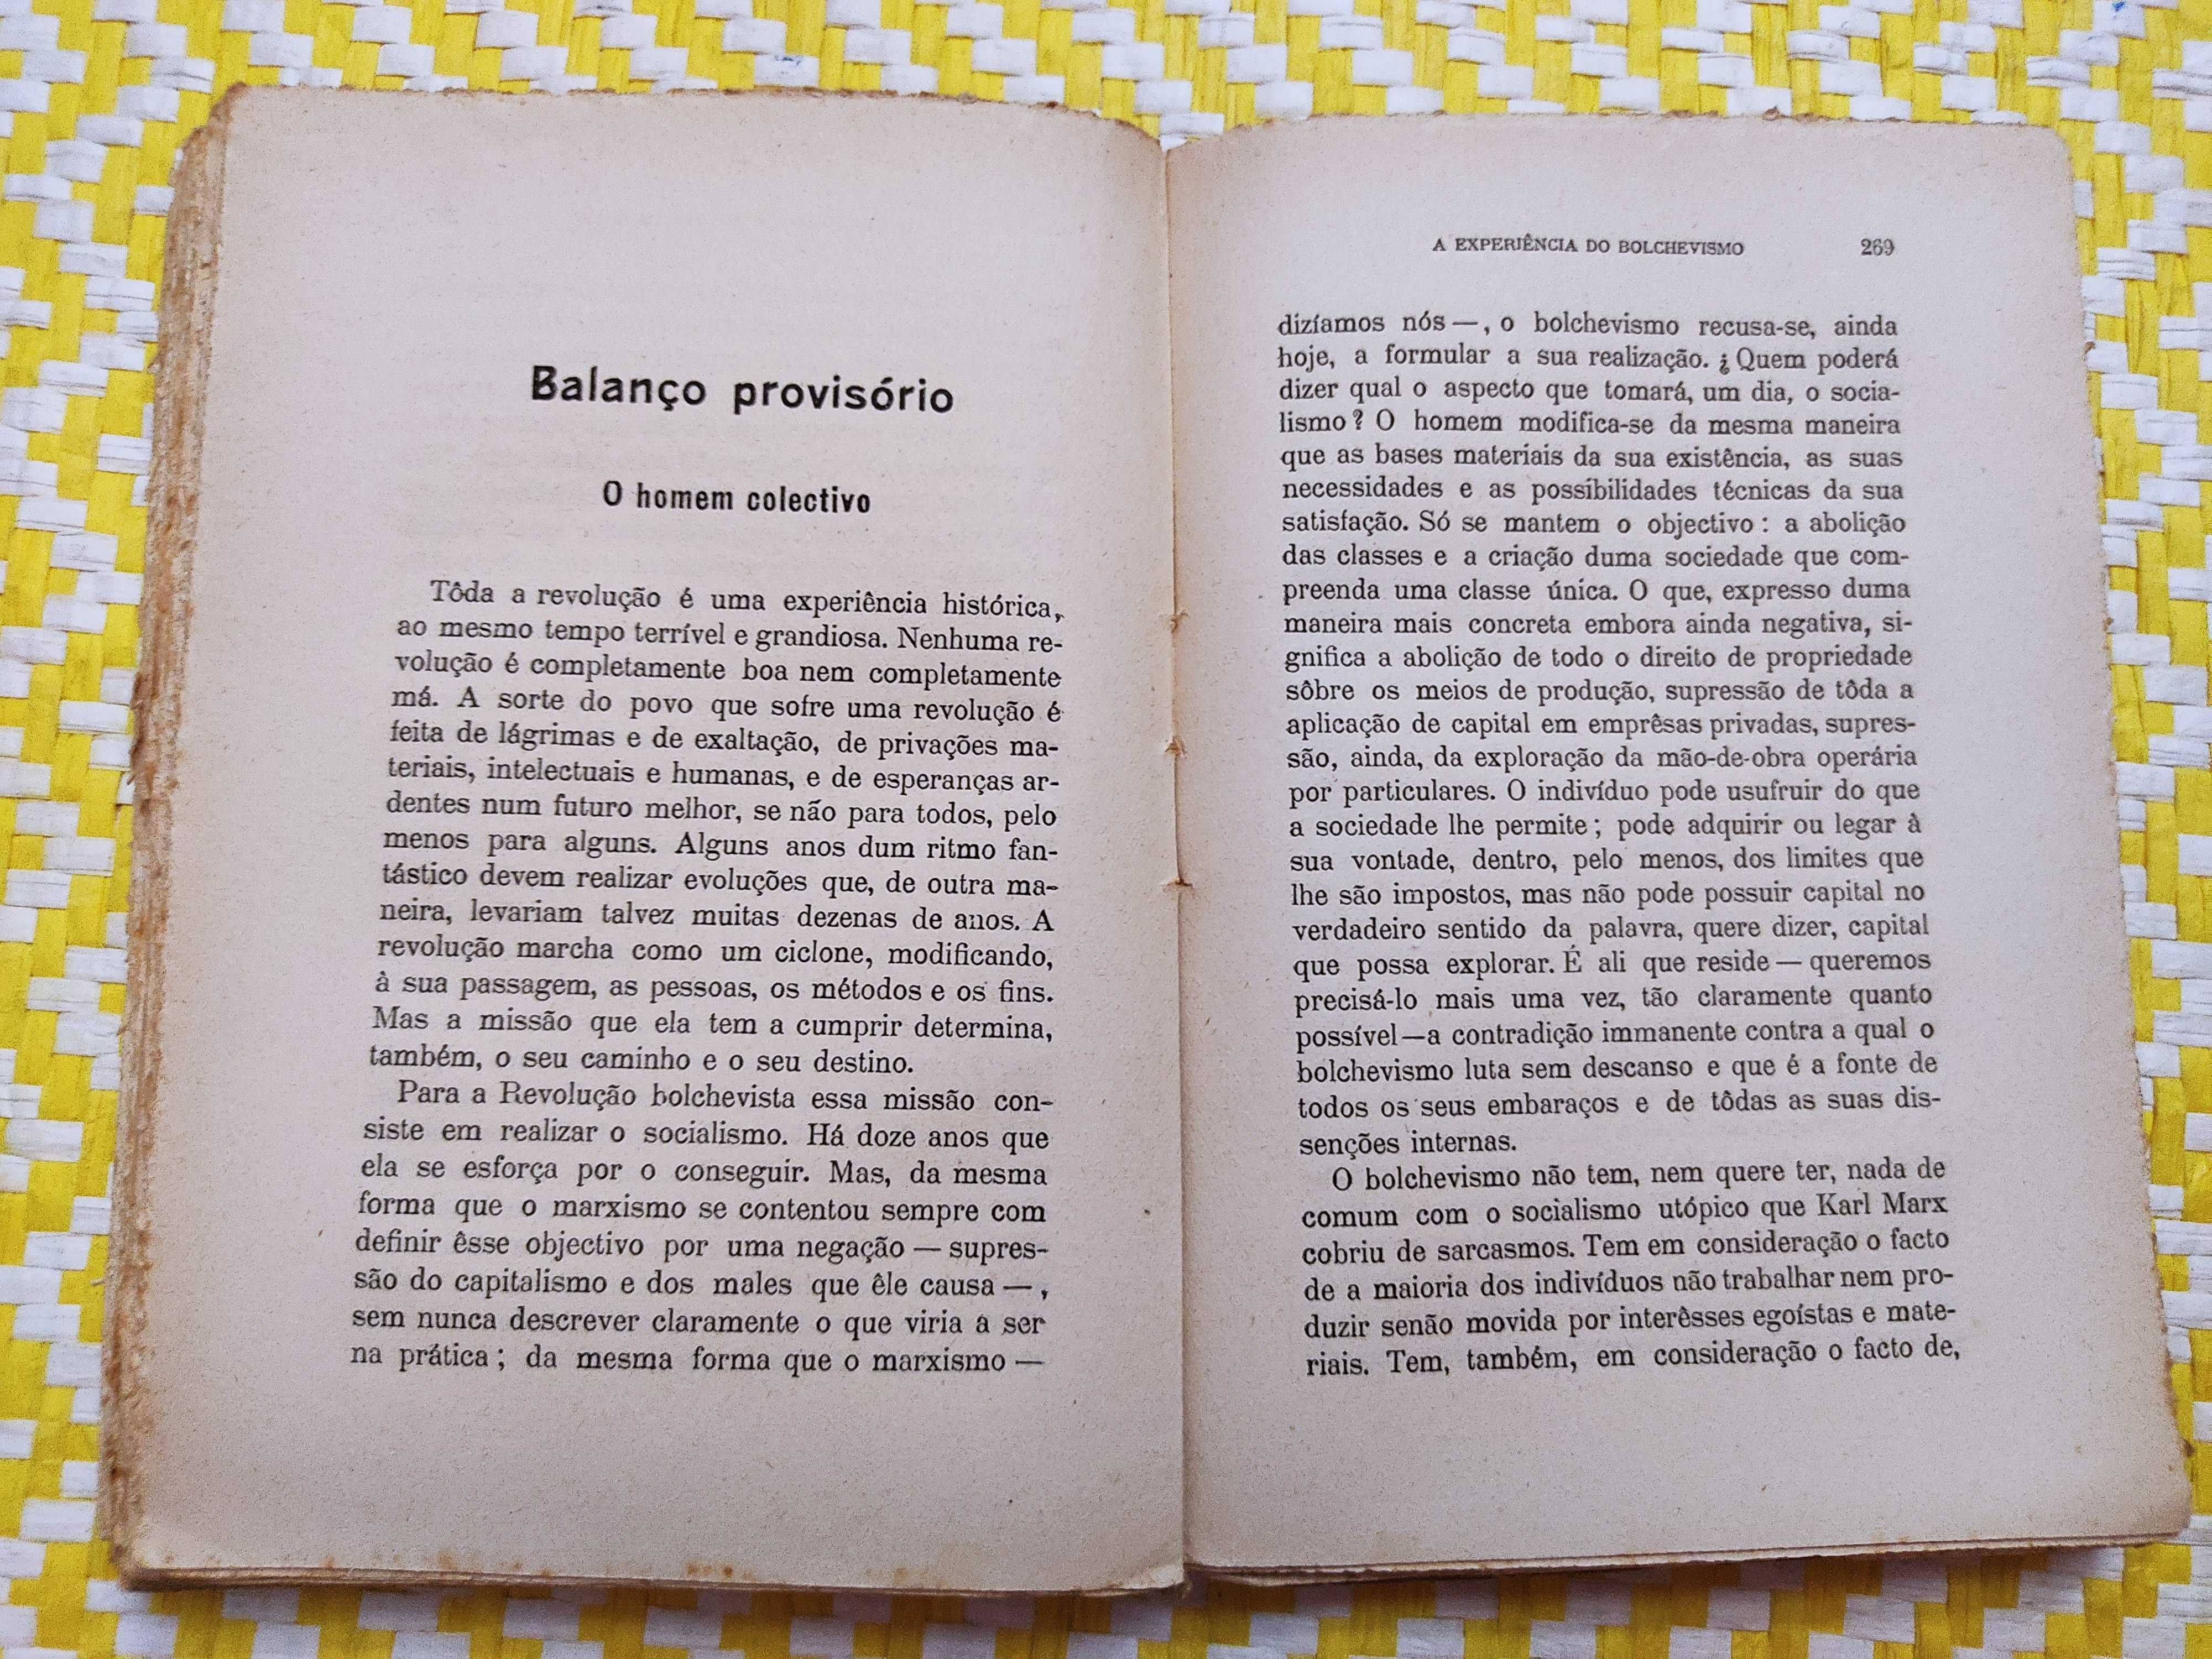 Balanço provisório
O homem colectivo
Tôda a revolução é uma experiência histórica,
ao mesmo tempo terrível e grandiosa. Nenhuma re-
volução é completamente boa nem completamente
má. A sorte do povo que sofre uma revolução é
feita de lágrimas e de exaltação, de privações ma-
teriais, intelectuais e humanas, e de esperanças ar-
dentes num futuro melhor, se não para todos, pelo
menos para alguns. Alguns anos dum ritmo fan-
tástico devem realizar evoluções que, de outra ma-
neira, levariam talvez muitas dezenas de anos. A
revolução marcha como um ciclone, modificando,
à sua passagem, as pessoas, os métodos e os fins.
Mas a missão que ela tem a cumprir determina,
também, o seu caminho e o seu destino.
Para a Revolução bolchevista essa missão con-
siste em realizar o socialismo. Há doze anos que
ela se esforça por o conseguir. Mas, da mesma
forma que o marxismo se contentou sempre com
definir êsse objectivo por uma negação — supres-
são do capitalismo e dos males que êle causa — ,
sem nunca descrever claramente o que viria a ser
na prática ; da mesma forma que o marxismo —
A EXPERIÊNCIA DO BOLCHEVISMO 269
dizíamos nós — , o bolchevismo recusa-se, ainda
hoje, a formular a sua realização. ¿ Quem poderá
dizer qual o aspecto que tomará, um dia, o socia-
lismo ? O homem modifica-se da mesma maneira
que as bases materiais da sua existência, as suas
necessidades e as possíbilidades técnicas da sua
satisfação. Só se mantem o objectivo : a abolição
das classes e a criação duma sociedade que com-
preenda uma classe única. O que, expresso duma
maneira mais concreta embora ainda negativa, si-
gnifica a abolição de todo o direito de propriedade
sôbre os meios de produção, supressão de tôda a
aplicação de capital em emprêsas privadas, supres-
são, ainda, da exploração da mão-de-obra operária
por particulares. O indivíduo pode usufruir do que
a sociedade lhe permite ; pode adquirir ou legar à
sua vontade, dentro, pelo menos, dos limites que
lhe são impostos, mas não pode possuir capital no
verdadeiro sentido da palavra, quere dizer, capital
que possa explorar. É ali que reside — queremos
precisá-lo mais uma vez, tão claramente quanto
possível — a contradição immanente contra a qual o
bolchevismo luta sem descanso e que é a fonte de
todos os seus embaraços e de tôdas as suas dis-
senções internas.
O bolchevismo não tem, nem quere ter, nada de
comum com o socialismo utópico que Karl Marx
cobriu de sarcasmos. Tem em consideração o facto
de a maioria dos indivíduos não trabalhar nem pro-
duzir senão movida por interêsses egoístas e mate-
riais. Tem, também, em consideração o facto de,